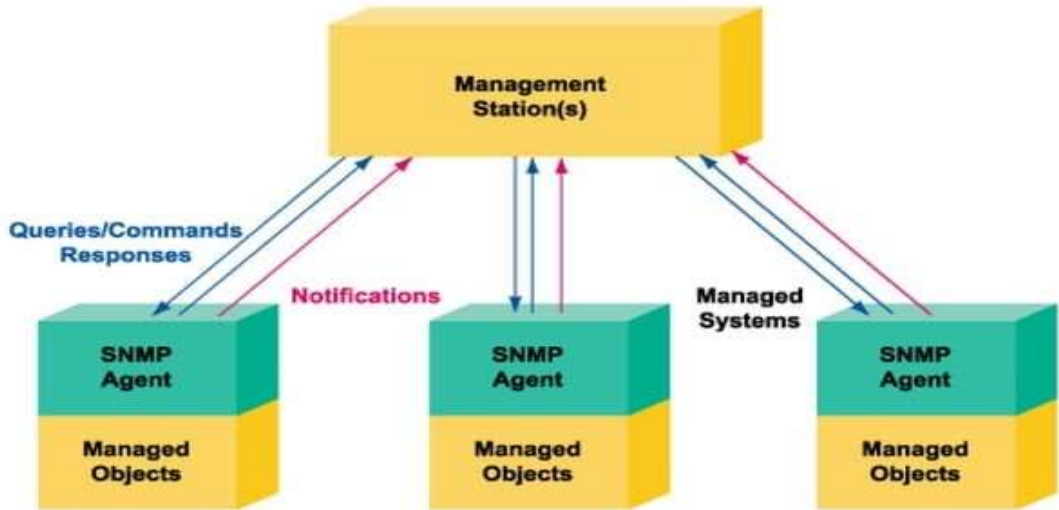 Management
Station(s)
Queries/Commands
Responses
Notifications
Managed
Systems
SNMP
Agent
Managed
Objects
SNMP
Agent
Managed
Objects
SNMP
Agent
Managed
Objects